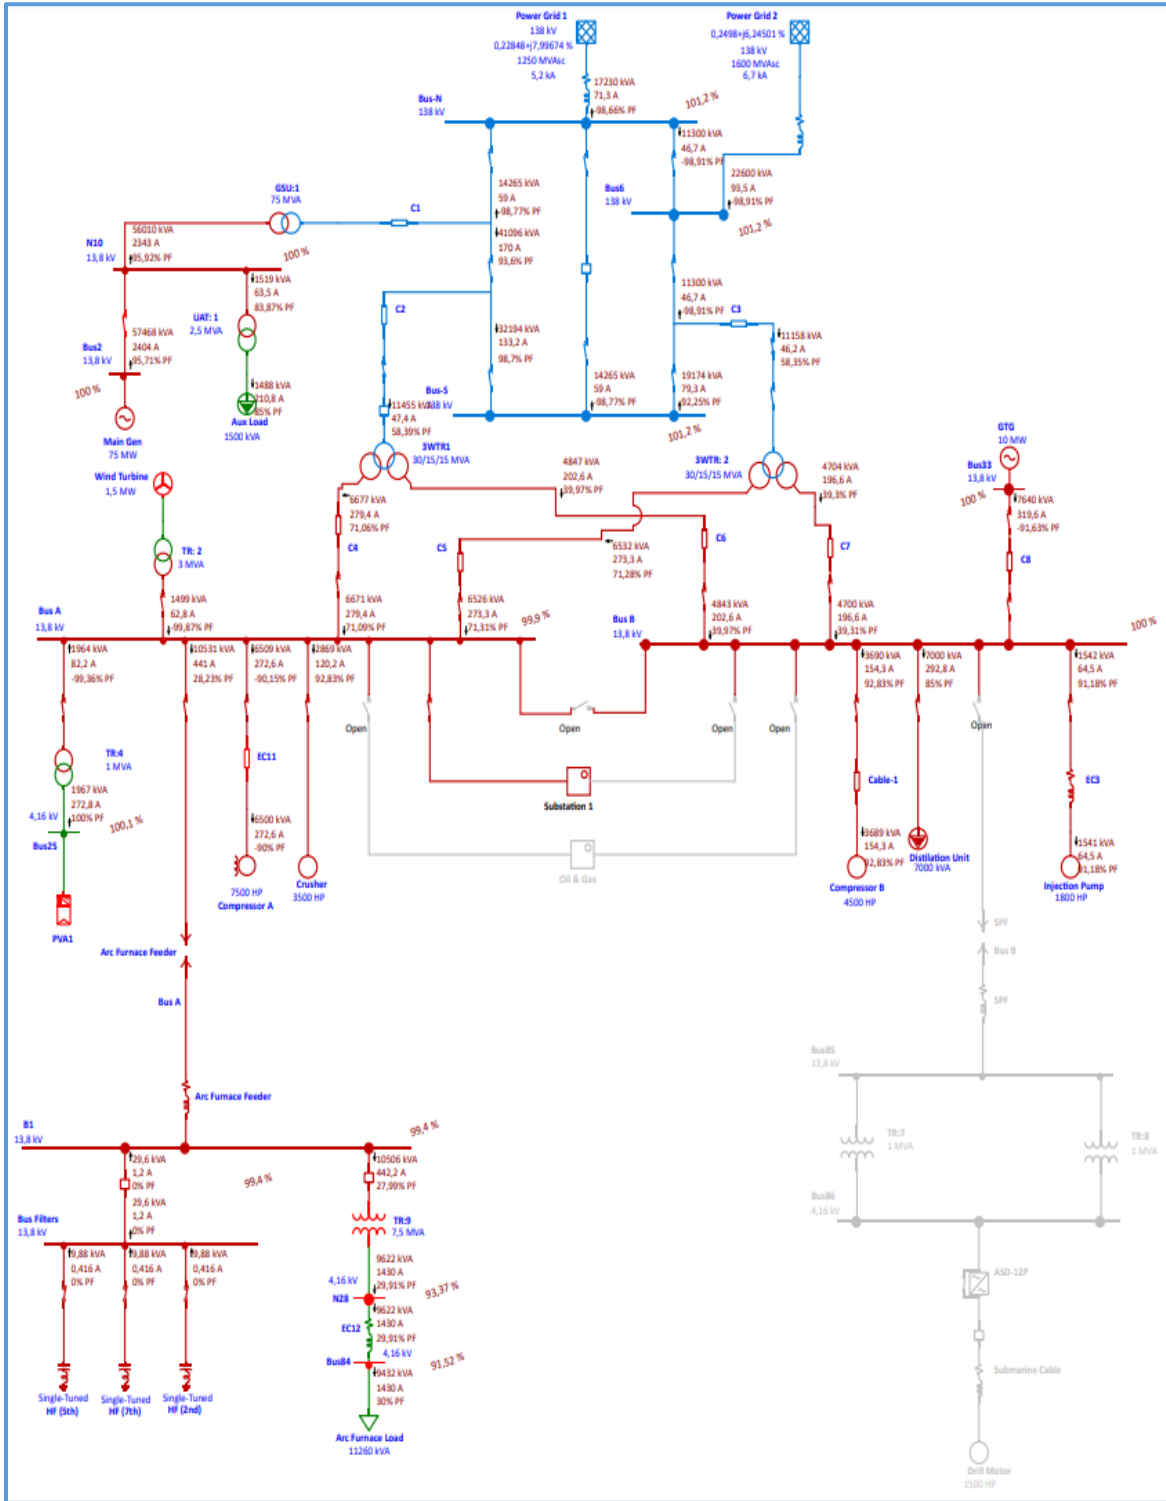 Power Grid 1
138 kV
0,22848+j7,99674 %
1250 MVAsc
5,2 kA
Power Grid 2
0,2498+j6,24501 %
138 kV
1600 MVAsc
6,7 kA
17230 kVA
71,3 A
-98,66% PF
101,2 %
Bus-N
138 kV
11300 kVA
46,7 A
-98,91% PF
22600 kVA
93,5 A
-98,91% PF
Bus6
138 kV
101,2 %
GSU:1
75 MVA
C1
14265 kVA
59 A
-98,77% PF
41096 kVA
170 A
93,6% PF
56010 kVA
2343 A
95,92% PF
N10
13,8 kV
100 %
1519 kVA
63,5 A
83,87% PF
UAT: 1
2,5 MVA
57468 kVA
2404 A
95,71% PF
Bus2
13,8 kV
100 %
1488 kVA
210,8 A
85% PF
Aux Load
1500 kVA
Main Gen
75 MW
C2
32194 kVA
133,2 A
98,7% PF
11300 kVA
46,7 A
-98,91% PF
C3
11158 kVA
46,2 A
58,35% PF
Bus-S
138 kV
14265 kVA
59 A
-98,77% PF
19174 kVA
79,3 A
92,25% PF
101,2 %
11455 kVA
47,4 A
58,39% PF
3WTR1
30/15/15 MVA
3WTR: 2
30/15/15 MVA
4847 kVA
202,6 A
39,97% PF
4704 kVA
196,6 A
39,3% PF
GTG
10 MW
Bus33
13,8 kV
100 %
7640 kVA
319,6 A
-91,63% PF
C8
Wind Turbine
1,5 MW
TR: 2
3 MVA
6677 kVA
279,4 A
71,06% PF
C4
C5
6532 kVA
273,3 A
71,28% PF
C6
C7
1499 kVA
62,8 A
-99,87% PF
6671 kVA
279,4 A
71,09% PF
6526 kVA
273,3 A
71,31% PF
99,9 %
4843 kVA
202,6 A
39,97% PF
4700 kVA
196,6 A
39,31% PF
Bus A
13,8 kV
Bus B
13,8 kV
100 %
1964 kVA
82,2 A
-99,36% PF
10531 kVA
441 A
28,23% PF
6509 kVA
272,6 A
-90,15% PF
2869 kVA
120,2 A
92,83% PF
3690 kVA
154,3 A
92,83% PF
7000 kVA
292,8 A
85% PF
1542 kVA
64,5 A
91,18% PF
Open
Open
Open
Open
TR:4
1 MVA
EC11
Substation 1
Cable-1
EC3
1967 kVA
272,8 A
100% PF
4,16 kV
Bus25
100,1 %
6500 kVA
272,6 A
-90% PF
7500 HP
Compressor A
Crusher
3500 HP
Oil & Gas
3689 kVA
154,3 A
92,83% PF
Compressor B
4500 HP
Distilation Unit
7000 kVA
1541 kVA
64,5 A
91,18% PF
Injection Pump
1800 HP
PVA1
Arc Furnace Feeder
Bus A
SPF
Bus B
SPF
Arc Furnace Feeder
Bus85
13,8 kV
B1
13,8 kV
99,4 %
TR:7
1 MVA
TR:8
1 MVA
29,6 kVA
1,2 A
0% PF
99,4 %
10506 kVA
442,2 A
27,99% PF
29,6 kVA
1,2 A
0% PF
Bus Filters
13,8 kV
TR:9
7,5 MVA
Bus86
4,16 kV
9,88 kVA
0,416 A
0% PF
9,88 kVA
0,416 A
0% PF
9,88 kVA
0,416 A
0% PF
9622 kVA
1430 A
29,91% PF
4,16 kV
N28
93,37 %
9622 kVA
1430 A
29,91% PF
EC12
4,16 kV
Bus84
91,52 %
9432 kVA
1430 A
30% PF
ASD-12P
Submarine Cable
Single-Tuned
HF (5th)
Single-Tuned
HF (7th)
Single-Tuned
HF (2nd)
Arc Furnace Load
11260 kVA
Drill Motor
1500 HP